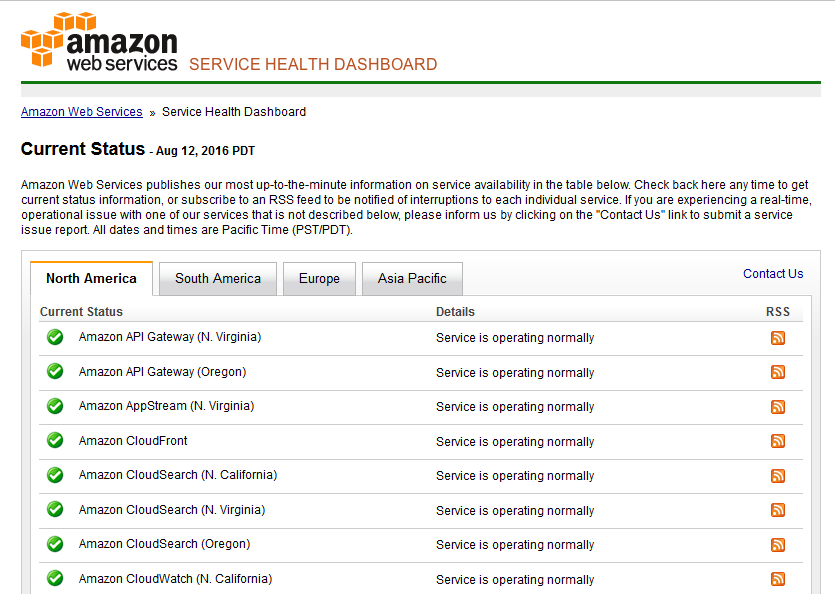 amazon
web services
SERVICE HEALTH DASHBOARD
Amazon Web Services » Service Health Dashboard
Current Status - Aug 12, 2016 PDT
Amazon Web Services publishes our most up-to-the-minute information on service availability in the table below. Check back here any time to get
current status information, or subscribe to an RSS feed to be notified of interruptions to each individual service. If you are experiencing a real-time,
operational issue with one of our services that is not described below, please inform us by clicking on the "Contact Us" link to submit a service
issue report. All dates and times are Pacific Time (PST/PDT).
North America South America Europe Asia Pacific Contact Us
Current Status Details RSS
Amazon API Gateway (N. Virginia) Service is operating normally
Amazon API Gateway (Oregon) Service is operating normally
Amazon AppStream (N. Virginia) Service is operating normally
Amazon CloudFront Service is operating normally
Amazon CloudSearch (N. California) Service is operating normally
Amazon CloudSearch (N. Virginia) Service is operating normally
Amazon CloudSearch (Oregon) Service is operating normally
Amazon CloudWatch (N. California) Service is operating normally